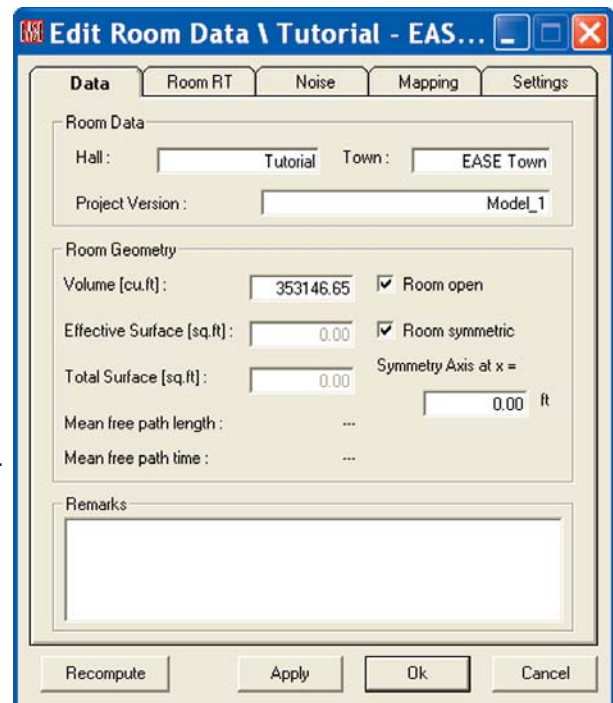 EASE Edit Room Data \ Tutorial - EAS...
Data Room RT Noise Mapping Settings
Room Data
Hall : Tutorial Town : EASE Town
Project Version : Model_1
Room Geometry
Volume [cu.ft] : 353146.65 Room open
Effective Surface [sq.ft] : 0.00 Room symmetric
Total Surface [sq.ft] : 0.00 Symmetry Axis at x =
0.00 ft
Mean free path length : ---
Mean free path time : ---
Remarks
Recompute Apply Ok Cancel